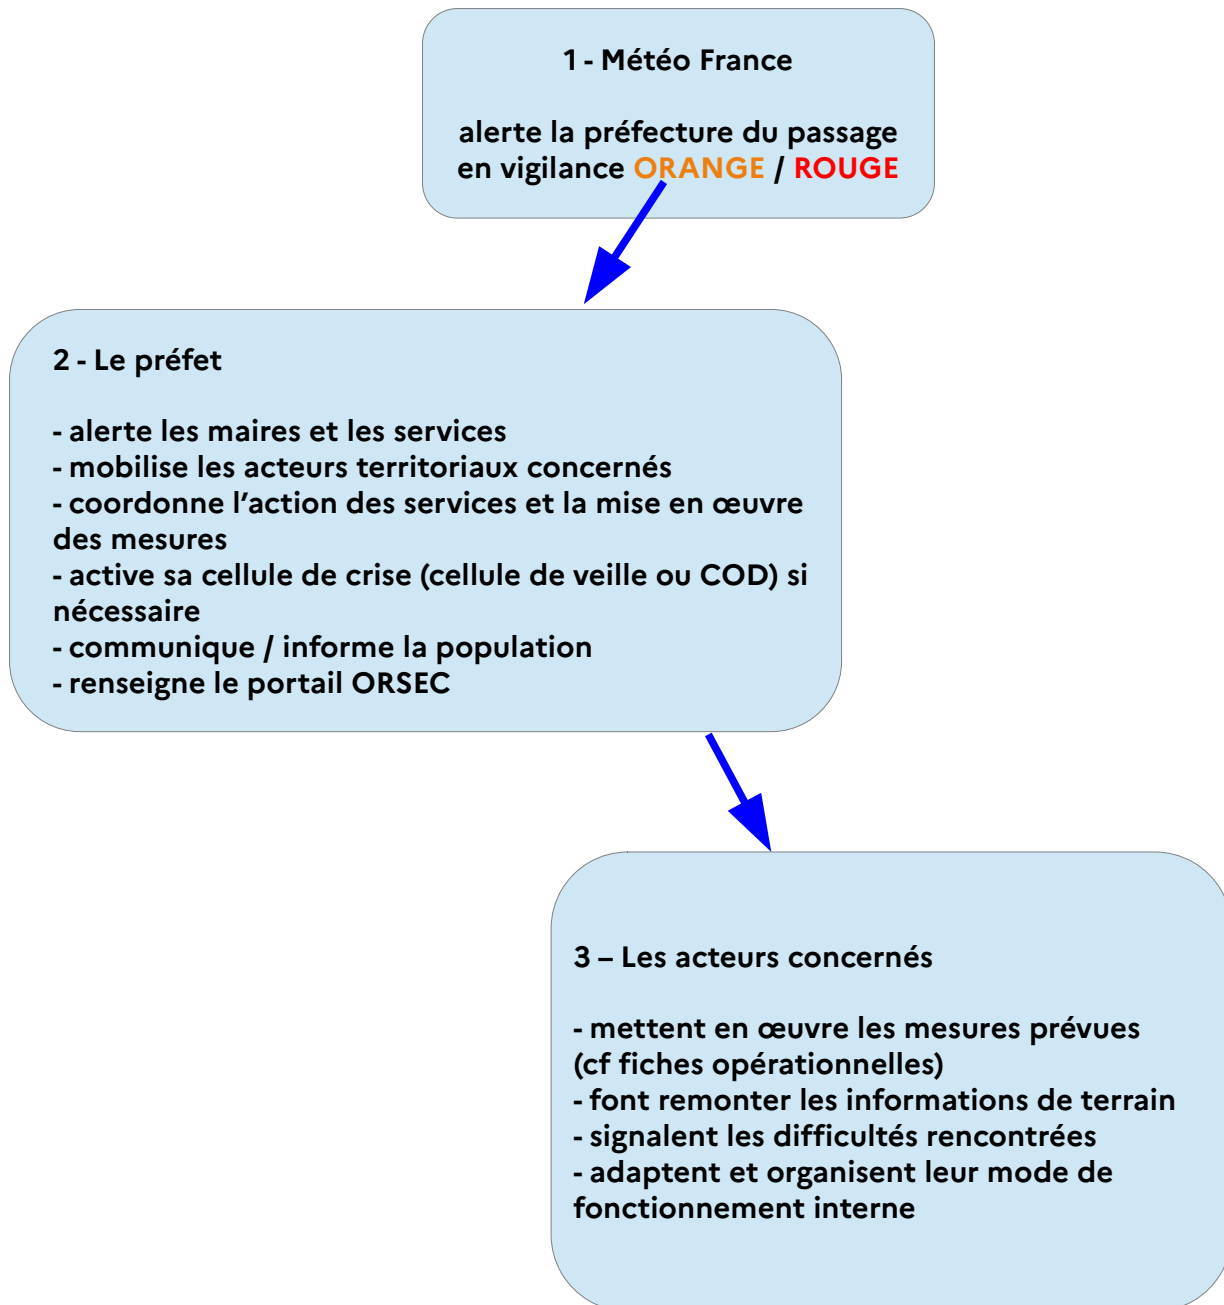 1 - Météo France
alerte la préfecture du passage
en vigilance ORANGE / ROUGE
2 - Le préfet
- alerte les maires et les services
- mobilise les acteurs territoriaux concernés
- coordonne l’action des services et la mise en œuvre
des mesures
- active sa cellule de crise (cellule de veille ou COD) si
nécessaire
- communique / informe la population
- renseigne le portail ORSEC
3 – Les acteurs concernés
- mettent en œuvre les mesures prévues
(cf fiches opérationnelles)
- font remonter les informations de terrain
- signalent les difficultés rencontrées
- adaptent et organisent leur mode de
fonctionnement interne